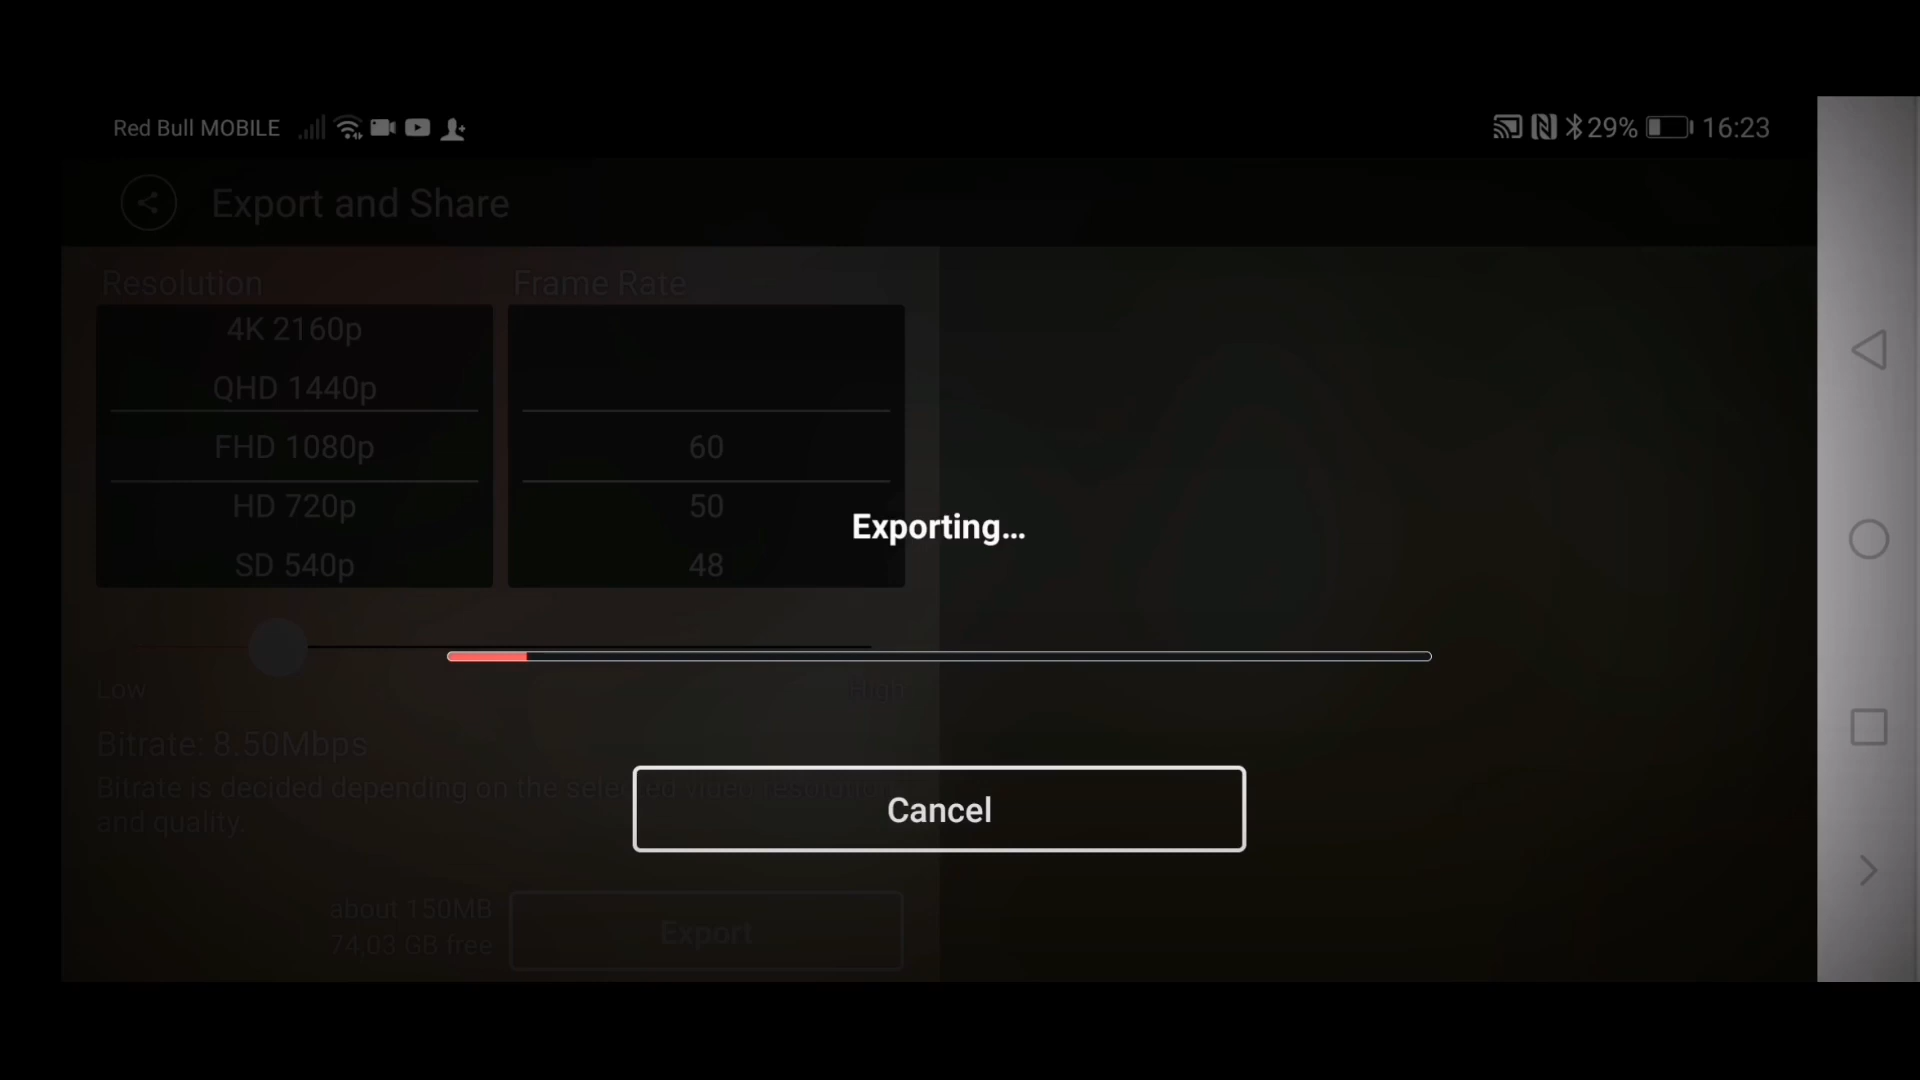 Red Bull MOBILE
29% 16:23
Export and Share
Resolution
Frame Rate
4K 2160p
QHD 1440p
FHD 1080p
HD 720p
SD 540p
60
50
48
Exporting...
Low
High
Bitrate: 8.50Mbps
Bitrate is decided depending on the selected video resolution
and quality.
Cancel
about 150MB
74.03 GB free
Export